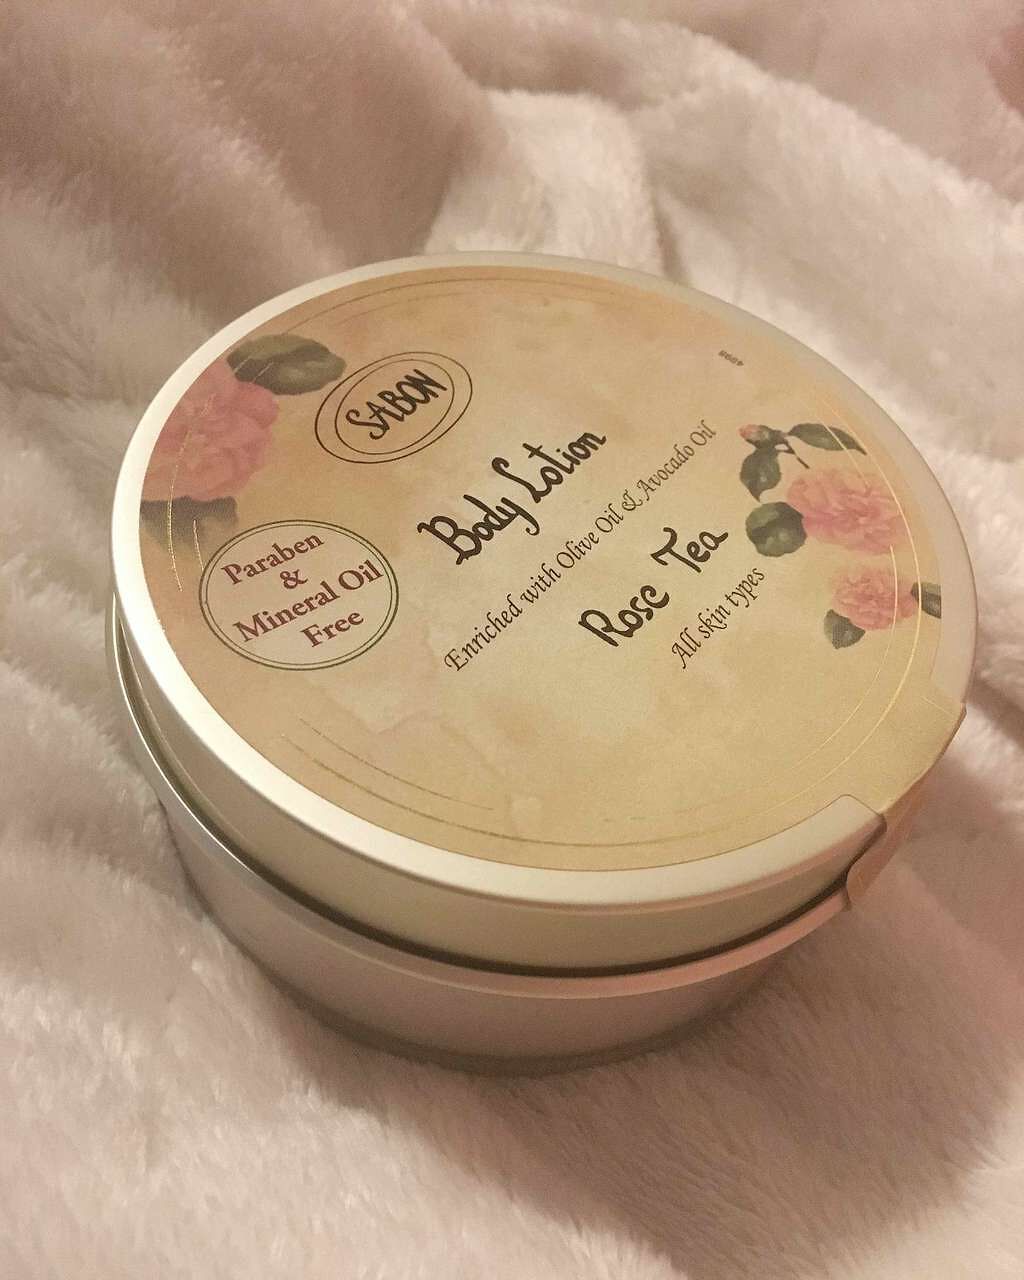 SABON
Body Lotion
Enriched with Olive Oil & Avocado Oil
Rose Tea
All skin types
Paraben
&
Mineral Oil
Free